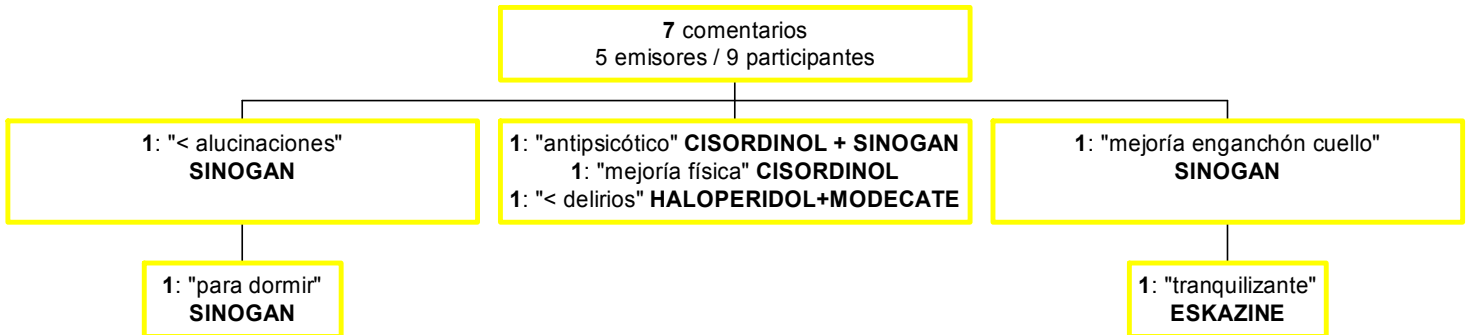 7 comentarios
5 emisores / 9 participantes
1: "< alucinaciones"
SINOGAN
1: "antipsicótico" CISORDINOL + SINOGAN
1: "mejoría física" CISORDINOL
1: "< delirios" HALOPERIDOL+MODECATE
1: "mejoría enganchón cuello"
SINOGAN
1: "para dormir"
SINOGAN
1: "tranquilizante"
ESKAZINE